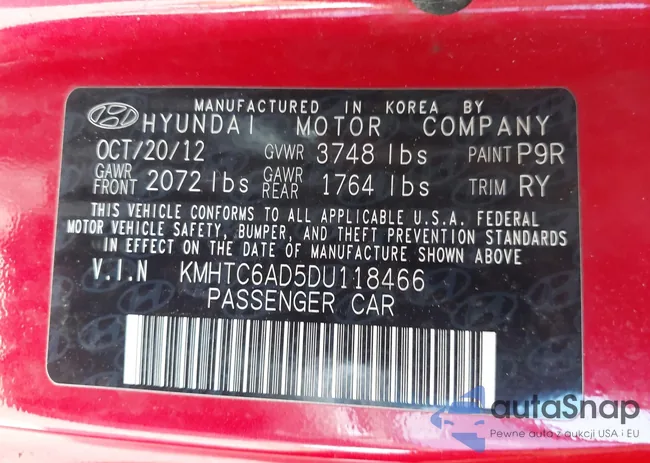 MANUFACTURED IN KOREA BY
HYUNDAI MOTOR COMPANY
OCT/20/12 GVWR 3748 lbs PAINT P9R
GAWR FRONT 2072 lbs GAWR REAR 1764 lbs TRIM RY
THIS VEHICLE CONFORMS TO ALL APPLICABLE U.S.A. FEDERAL
MOTOR VEHICLE SAFETY, BUMPER, AND THEFT PREVENTION STANDARDS
IN EFFECT ON THE DATE OF MANUFACTURE SHOWN ABOVE.
V.I.N KMHTC6AD5DU118466
PASSENGER CAR
autaSnap
Pewne auta z aukcji USA i EU